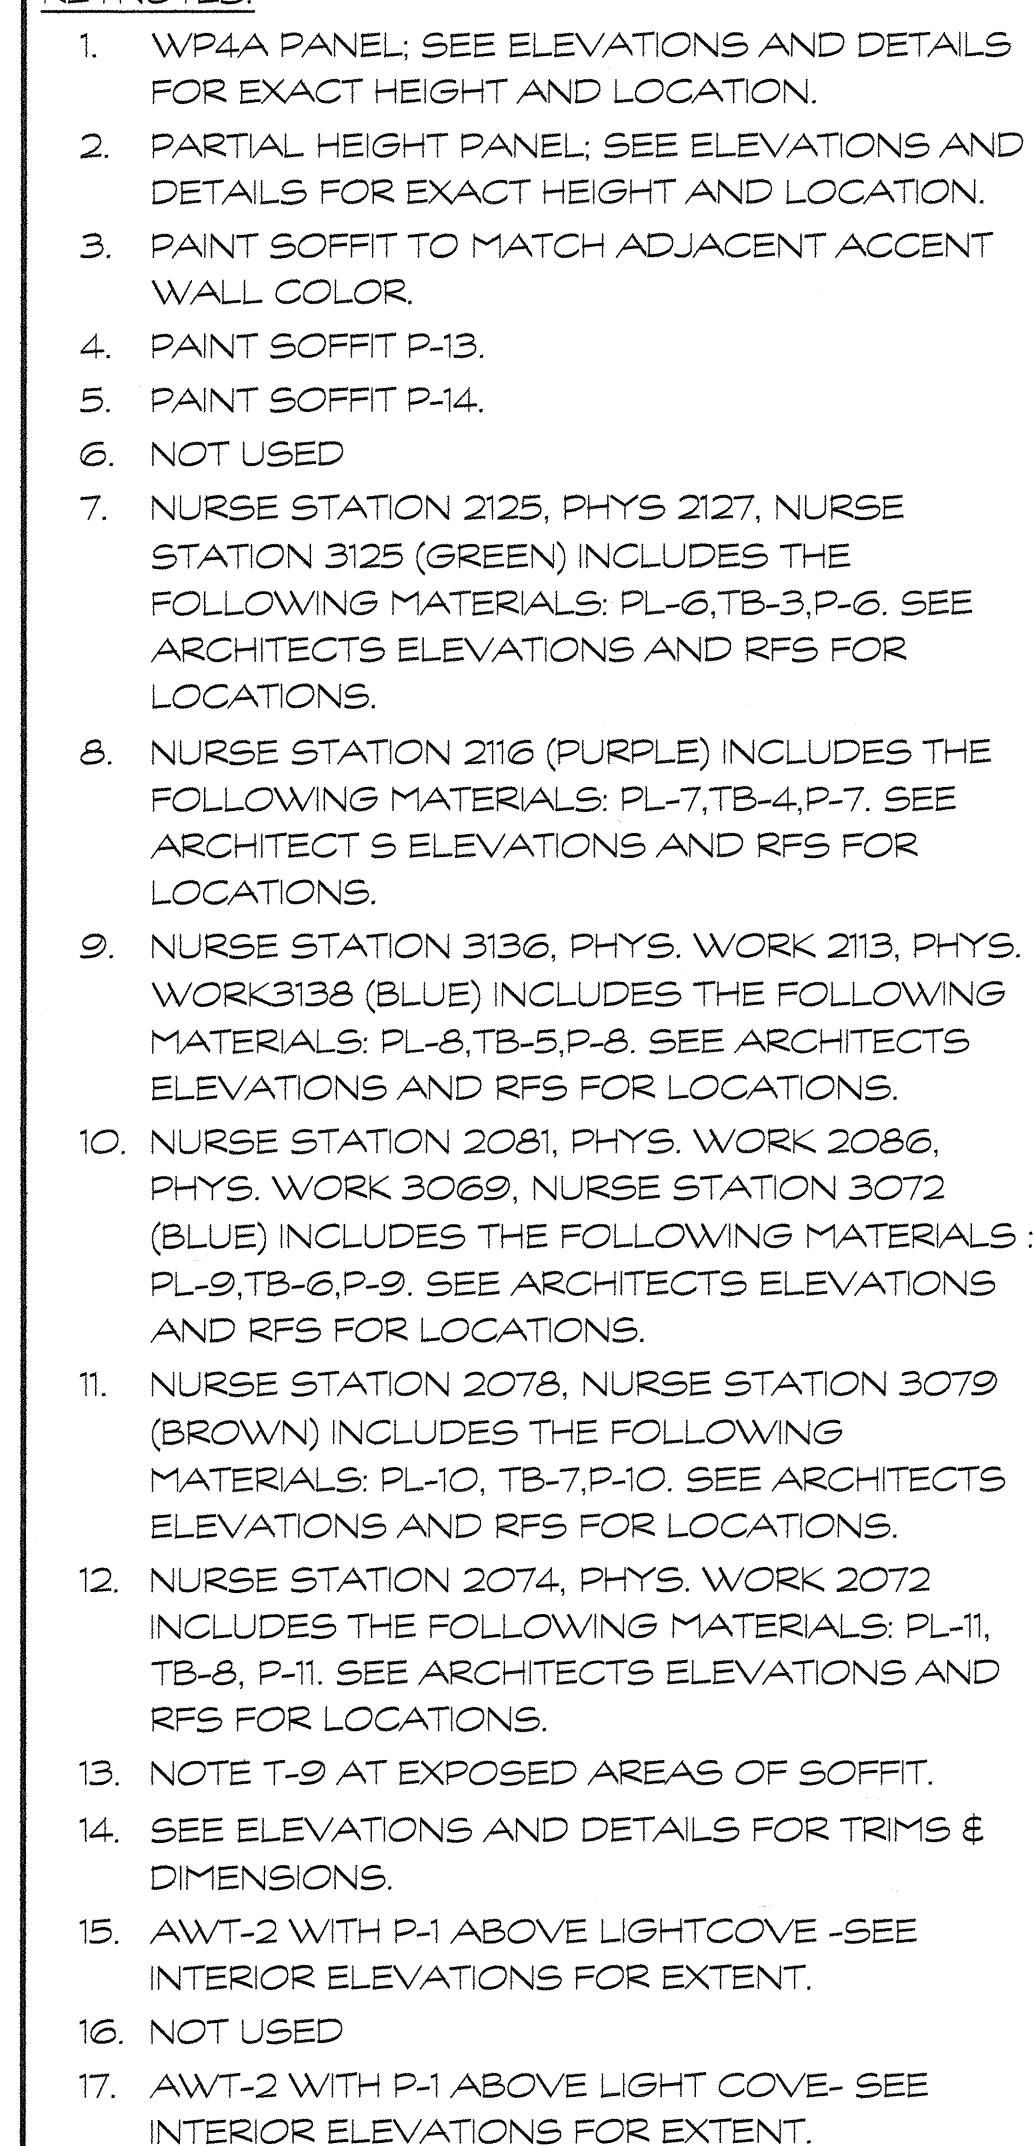 KEYNOTES:
1. WP4A PANEL; SEE ELEVATIONS AND DETAILS
FOR EXACT HEIGHT AND LOCATION.
2. PARTIAL HEIGHT PANEL; SEE ELEVATIONS AND
DETAILS FOR EXACT HEIGHT AND LOCATION.
3. PAINT SOFFIT TO MATCH ADJACENT ACCENT
WALL COLOR.
4. PAINT SOFFIT P-13.
5. PAINT SOFFIT P-14.
6. NOT USED
7. NURSE STATION 2125, PHYS 2127, NURSE
STATION 3125 (GREEN) INCLUDES THE
FOLLOWING MATERIALS: PL-6,TB-3,P-6. SEE
ARCHITECTS ELEVATIONS AND RFS FOR
LOCATIONS.
8. NURSE STATION 2116 (PURPLE) INCLUDES THE
FOLLOWING MATERIALS: PL-7,TB-4,P-7. SEE
ARCHITECT S ELEVATIONS AND RFS FOR
LOCATIONS.
9. NURSE STATION 3136, PHYS. WORK 2113, PHYS.
WORK3138 (BLUE) INCLUDES THE FOLLOWING
MATERIALS: PL-8,TB-5,P-8. SEE ARCHITECTS
ELEVATIONS AND RFS FOR LOCATIONS.
10. NURSE STATION 2081, PHYS. WORK 2086,
PHYS. WORK 3069, NURSE STATION 3072
(BLUE) INCLUDES THE FOLLOWING MATERIALS :
PL-9,TB-6,P-9. SEE ARCHITECTS ELEVATIONS
AND RFS FOR LOCATIONS.
11. NURSE STATION 2078, NURSE STATION 3079
(BROWN) INCLUDES THE FOLLOWING
MATERIALS: PL-10, TB-7,P-10. SEE ARCHITECTS
ELEVATIONS AND RFS FOR LOCATIONS.
12. NURSE STATION 2074, PHYS. WORK 2072
INCLUDES THE FOLLOWING MATERIALS: PL-11,
TB-8, P-11. SEE ARCHITECTS ELEVATIONS AND
RFS FOR LOCATIONS.
13. NOTE T-9 AT EXPOSED AREAS OF SOFFIT.
14. SEE ELEVATIONS AND DETAILS FOR TRIMS &
DIMENSIONS.
15. AWT-2 WITH P-1 ABOVE LIGHTCOVE -SEE
INTERIOR ELEVATIONS FOR EXTENT.
16. NOT USED
17. AWT-2 WITH P-1 ABOVE LIGHT COVE- SEE
INTERIOR ELEVATIONS FOR EXTENT.